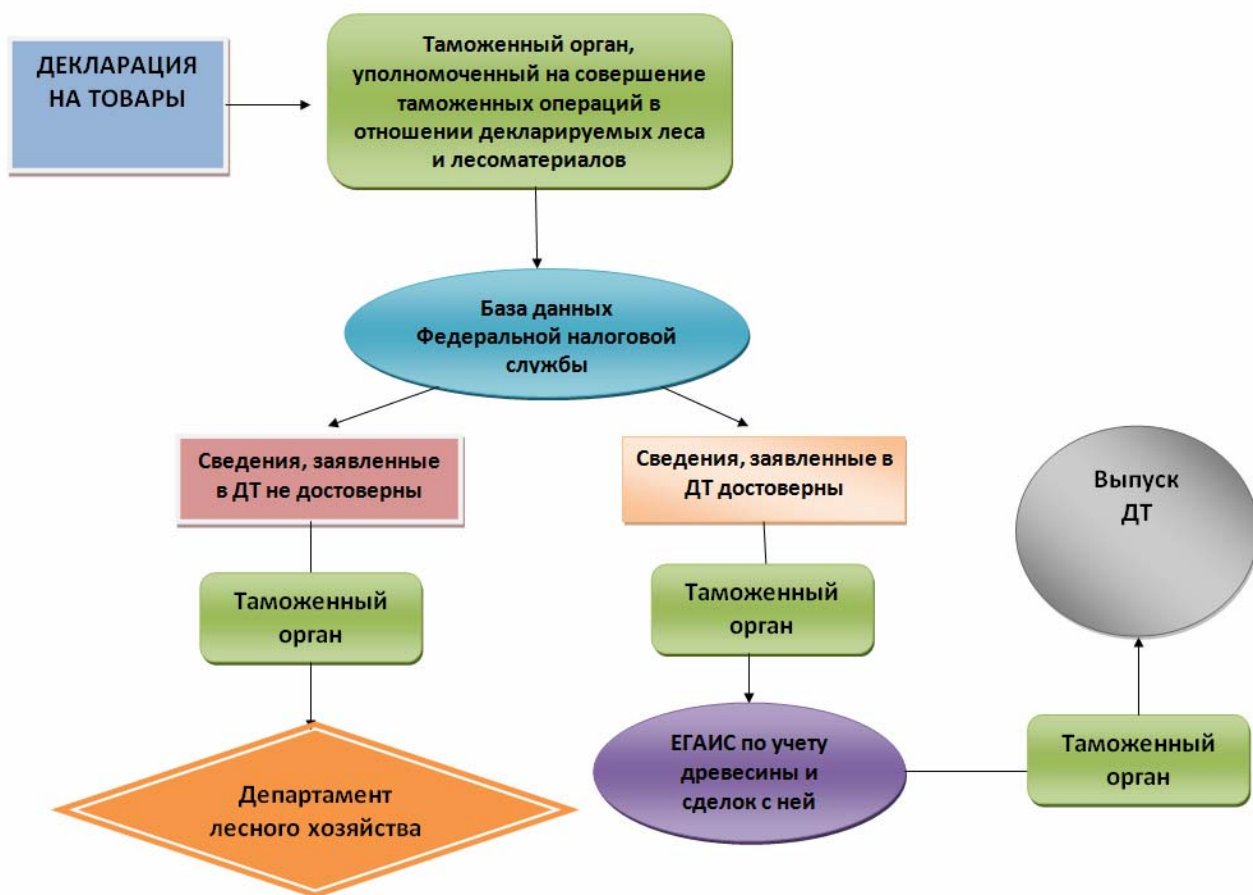 ДЕКЛАРАЦИЯ
НА ТОВАРЫ
Таможенный орган,
уполномоченный на совершение
таможенных операций в
отношении декларируемых леса
и лесоматериалов
База данных
Федеральной налоговой
службы
Сведения, заявленные
в ДТ не достоверны
Сведения, заявленные в
ДТ достоверны
Выпуск
ДТ
Таможенный
орган
Таможенный
орган
Департамент
лесного хозяйства
ЕГАИС по учету
древесины и
сделок с ней
Таможенный
орган